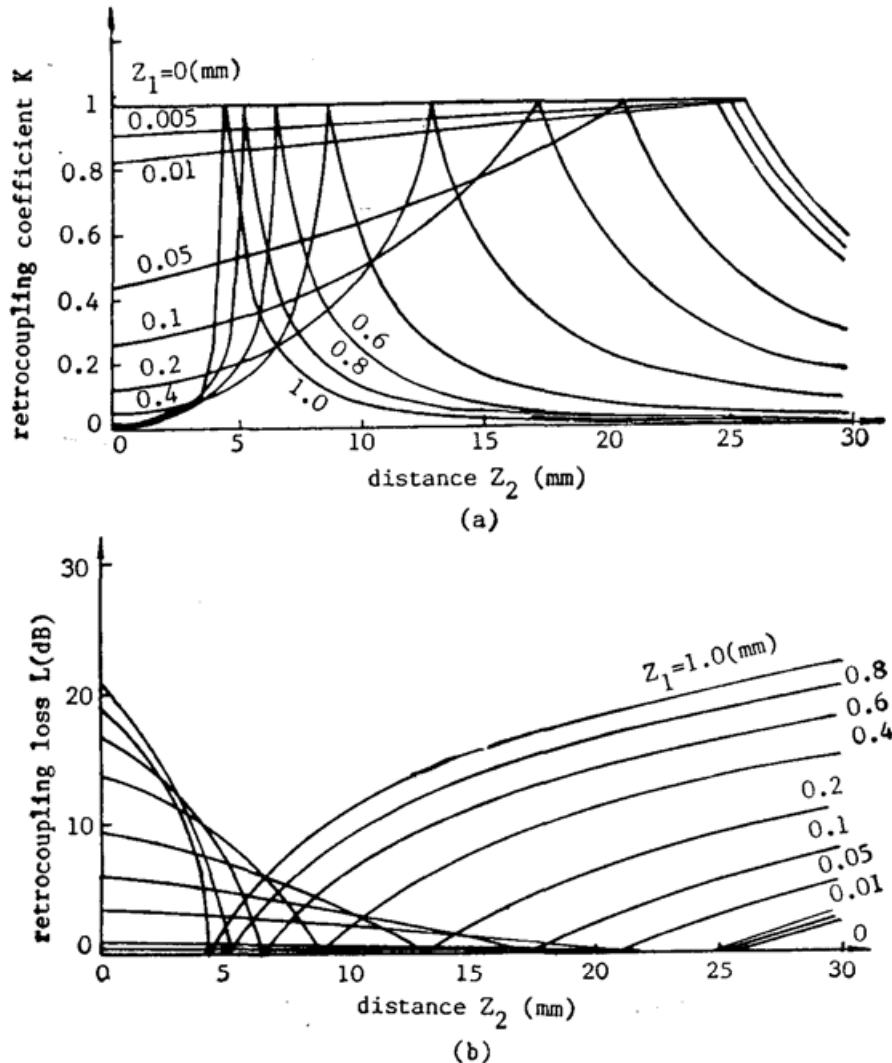 retrocoupling coefficient K
Z1=0(mm)
1
0.005
0.01
0.8
0.6
0.05
0.4
0.1
0.2
0.2
0.4
0
0.6
0.8
1.0
0 5 10 15 20 25 30
distance Z2 (mm)
(a)
retrocoupling loss L(dB)
30
20
10
0
Z1=1.0(mm)
0.8
0.6
0.4
0.2
0.1
0.05
0.01
0
0 5 10 15 20 25 30
distance Z2 (mm)
(b)